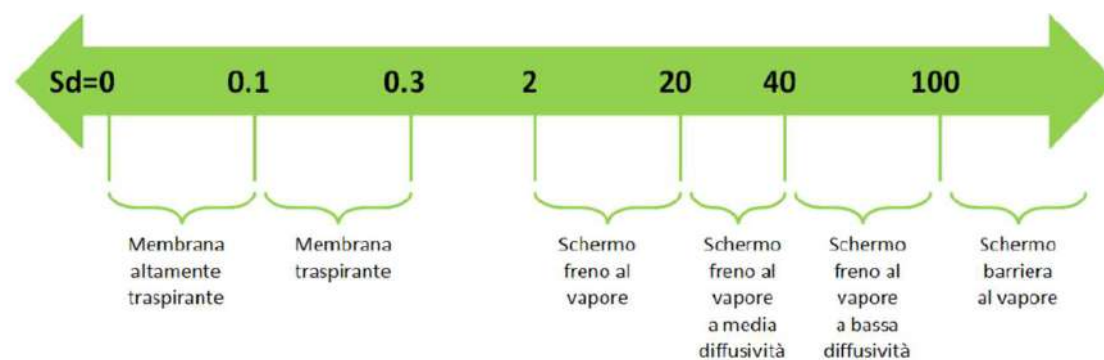 Sd=0 0.1 0.3 2 20 40 100
Membrana
altamente
traspirante
Membrana
traspirante
Schermo
freno al
vapore
Schermo
freno al
vapore
a media
diffusività
Schermo
freno al
vapore
a bassa
diffusività
Schermo
barriera
al vapore